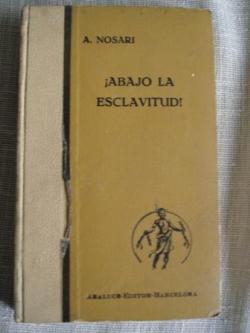 A. NOSARI
¡ABAJO LA
ESCLAVITUD!
ARALUCE-EDITOR-BARCELONA